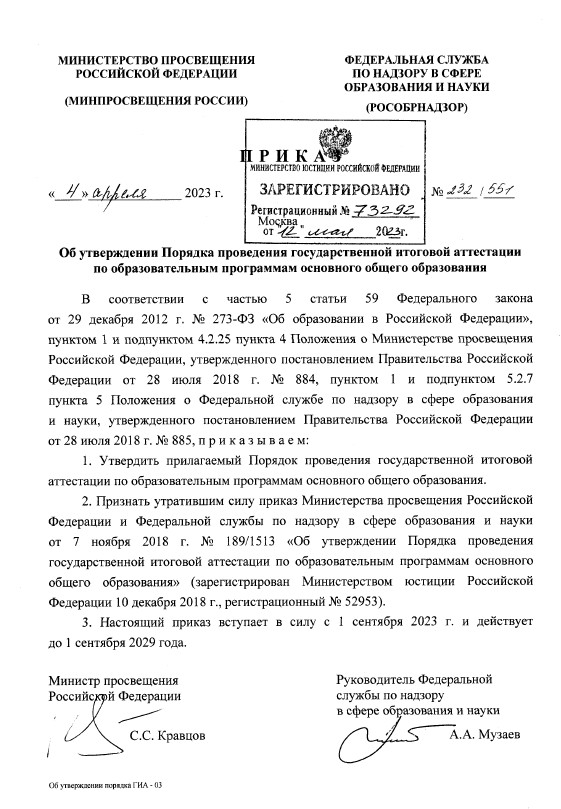 МИНИСТЕРСТВО ПРОСВЕЩЕНИЯ
РОССИЙСКОЙ ФЕДЕРАЦИИ
(МИНПРОСВЕЩЕНИЯ РОССИИ)
ФЕДЕРАЛЬНАЯ СЛУЖБА
ПО НАДЗОРУ В СФЕРЕ
ОБРАЗОВАНИЯ И НАУКИ
(РОСОБРНАДЗОР)
П Р И К А З
МИНИСТЕРСТВО ЮСТИЦИИ РОССИЙСКОЙ ФЕДЕРАЦИИ
ЗАРЕГИСТРИРОВАНО
Регистрационный № 73292
Москва
от "12" мая 2023г.
« 4 » апреля 2023 г.
№ 232 / 551
Об утверждении Порядка проведения государственной итоговой аттестации
по образовательным программам основного общего образования
В соответствии с частью 5 статьи 59 Федерального закона
от 29 декабря 2012 г. № 273-ФЗ «Об образовании в Российской Федерации»,
пунктом 1 и подпунктом 4.2.25 пункта 4 Положения о Министерстве просвещения
Российской Федерации, утвержденного постановлением Правительства Российской
Федерации от 28 июля 2018 г. № 884, пунктом 1 и подпунктом 5.2.7
пункта 5 Положения о Федеральной службе по надзору в сфере образования
и науки, утвержденного постановлением Правительства Российской Федерации
от 28 июля 2018 г. № 885, п р и к а з ы в а е м:
1. Утвердить прилагаемый Порядок проведения государственной итоговой
аттестации по образовательным программам основного общего образования.
2. Признать утратившим силу приказ Министерства просвещения Российской
Федерации и Федеральной службы по надзору в сфере образования и науки
от 7 ноября 2018 г. № 189/1513 «Об утверждении Порядка проведения
государственной итоговой аттестации по образовательным программам основного
общего образования» (зарегистрирован Министерством юстиции Российской
Федерации 10 декабря 2018 г., регистрационный № 52953).
3. Настоящий приказ вступает в силу с 1 сентября 2023 г. и действует
до 1 сентября 2029 года.
Министр просвещения
Российской Федерации
С.С. Кравцов
Руководитель Федеральной
службы по надзору
в сфере образования и науки
А.А. Музаев
Об утверждении порядка ГИА - 03